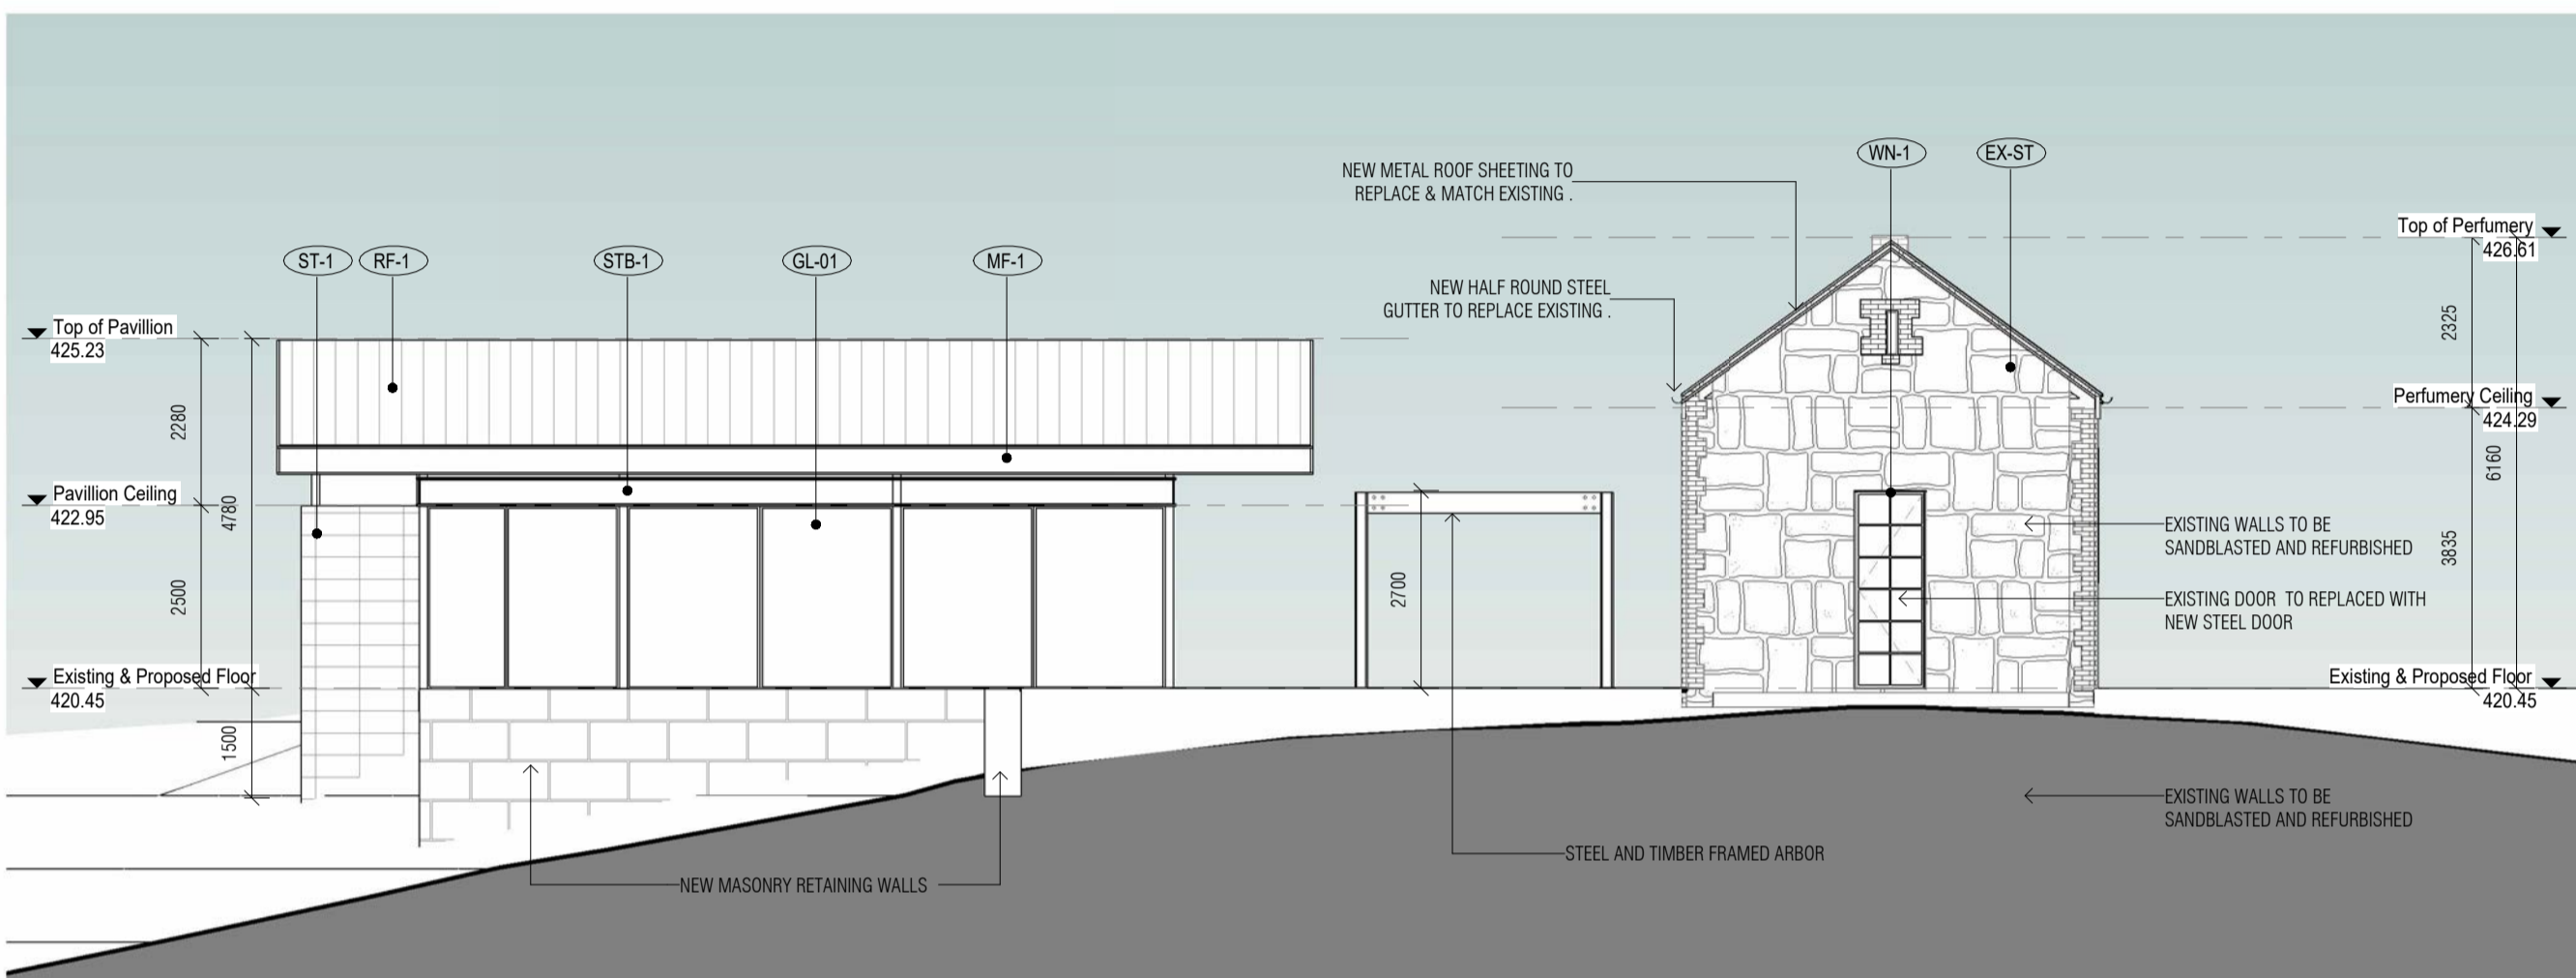 WN-1
EX-ST
NEW METAL ROOF SHEETING TO
REPLACE & MATCH EXISTING .
Top of Perfumery
426.61
ST-1
RF-1
STB-1
GL-01
MF-1
NEW HALF ROUND STEEL
GUTTER TO REPLACE EXISTING .
Top of Pavillion
425.23
2325
Perfumery Ceiling
424.29
2280
6160
Pavillion Ceiling
422.95
4780
EXISTING WALLS TO BE
SANDBLASTED AND REFURBISHED
3835
2500
2700
EXISTING DOOR TO REPLACED WITH
NEW STEEL DOOR
Existing & Proposed Floor
420.45
Existing & Proposed Floor
420.45
1500
EXISTING WALLS TO BE
SANDBLASTED AND REFURBISHED
STEEL AND TIMBER FRAMED ARBOR
NEW MASONRY RETAINING WALLS